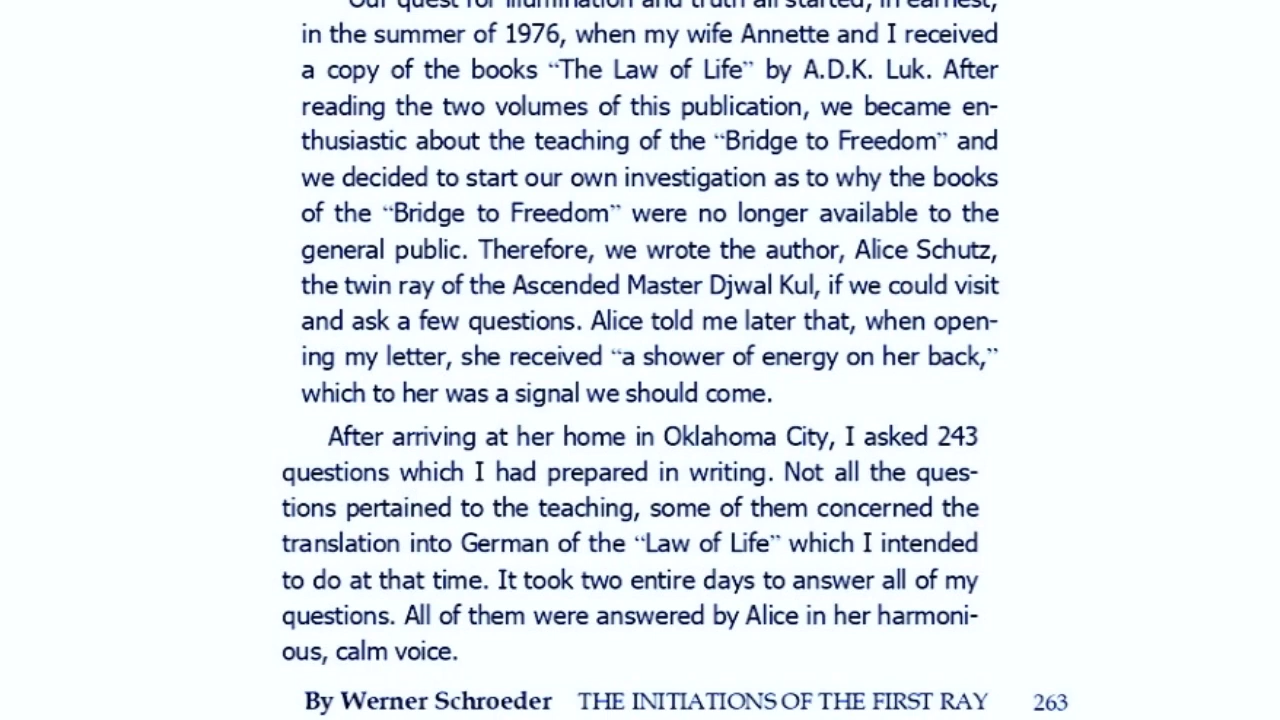 Our quest for illumination and truth all started, in earnest,
in the summer of 1976, when my wife Annette and I received
a copy of the books “The Law of Life” by A.D.K. Luk. After
reading the two volumes of this publication, we became en-
thusiastic about the teaching of the “Bridge to Freedom” and
we decided to start our own investigation as to why the books
of the “Bridge to Freedom” were no longer available to the
general public. Therefore, we wrote the author, Alice Schutz,
the twin ray of the Ascended Master Djwal Kul, if we could visit
and ask a few questions. Alice told me later that, when open-
ing my letter, she received “a shower of energy on her back,”
which to her was a signal we should come.
After arriving at her home in Oklahoma City, I asked 243
questions which I had prepared in writing. Not all the ques-
tions pertained to the teaching, some of them concerned the
translation into German of the “Law of Life” which I intended
to do at that time. It took two entire days to answer all of my
questions. All of them were answered by Alice in her harmoni-
ous, calm voice.
By Werner Schroeder THE INITIATIONS OF THE FIRST RAY 263